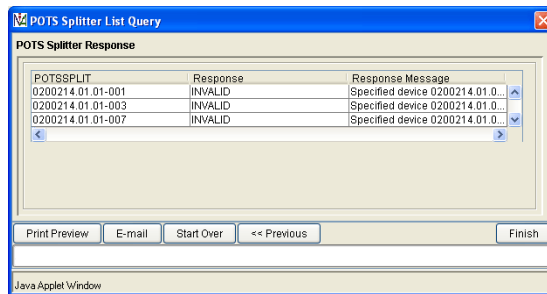 POTS Splitter List Query
POTS Splitter Response
POTSSPLIT Response Response Message
0200214.01.01-001 INVALID Specified device 0200214.01.0...
0200214.01.01-003 INVALID Specified device 0200214.01.0...
0200214.01.01-007 INVALID Specified device 0200214.01.0...
Print Preview E-mail Start Over << Previous Finish
Java Applet Window